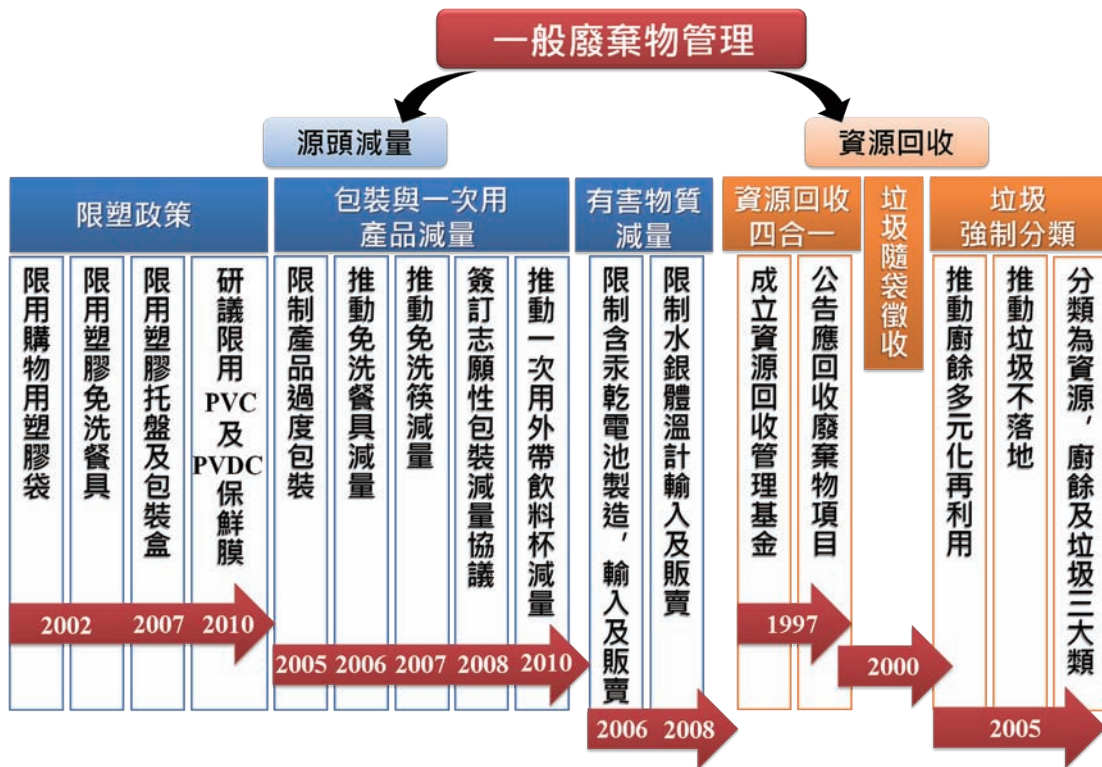 一般廢棄物管理
源頭減量
資源回收
限塑政策
包裝與一次用
產品減量
有害物質
減量
資源回收
四合一
垃圾隨袋徵收
垃圾
強制分類
限用購物用塑膠袋
限用塑膠免洗餐具
限用塑膠托盤及包裝盒
研議限用PVC及PVDC保鮮膜
限制產品過度包裝
推動免洗餐具減量
推動免洗筷減量
簽訂志願性包裝減量協議
推動一次用外帶飲料杯減量
限制含汞乾電池製造，輸入及販賣
限制水銀體溫計輸入及販賣
成立資源回收管理基金
公告應回收廢棄物項目
推動廚餘多元化再利用
推動垃圾不落地
分類為資源，廚餘及垃圾三大類
2002 2007 2010
2005 2006 2007 2008 2010
2006 2008
1997
2000
2005